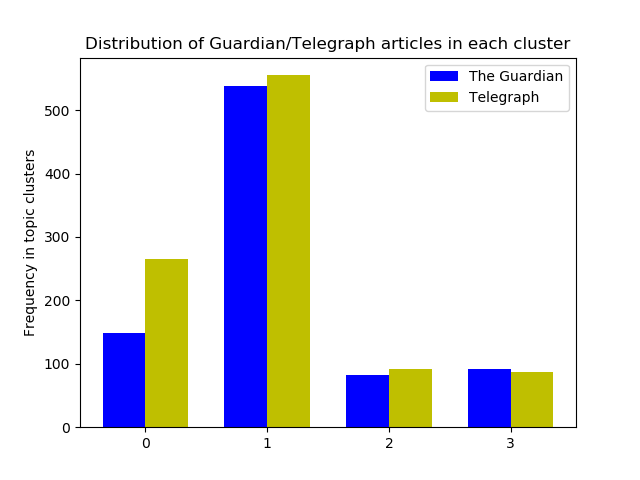 Distribution of Guardian/Telegraph articles in each cluster
The Guardian
Telegraph
Frequency in topic clusters
500
400
300
200
100
0
0 1 2 3